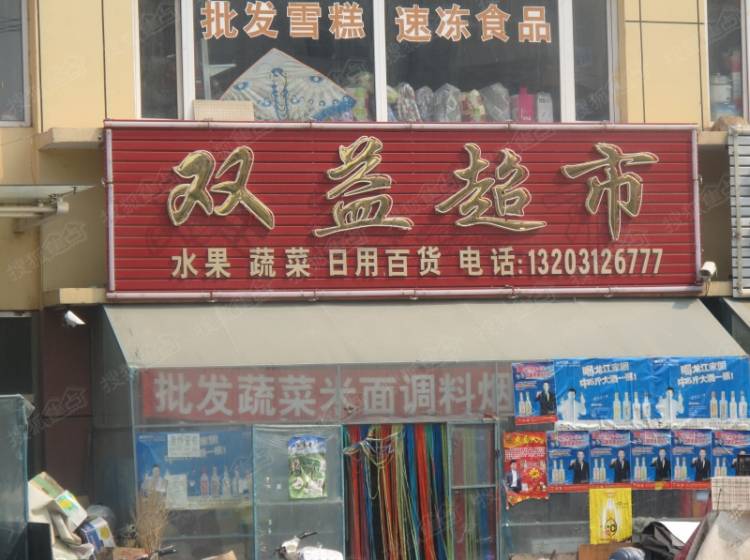 批发雪糕 速冻食品
双益超市
水果 蔬菜 日用百货 电话:13203126777
批发蔬菜米面调料烟